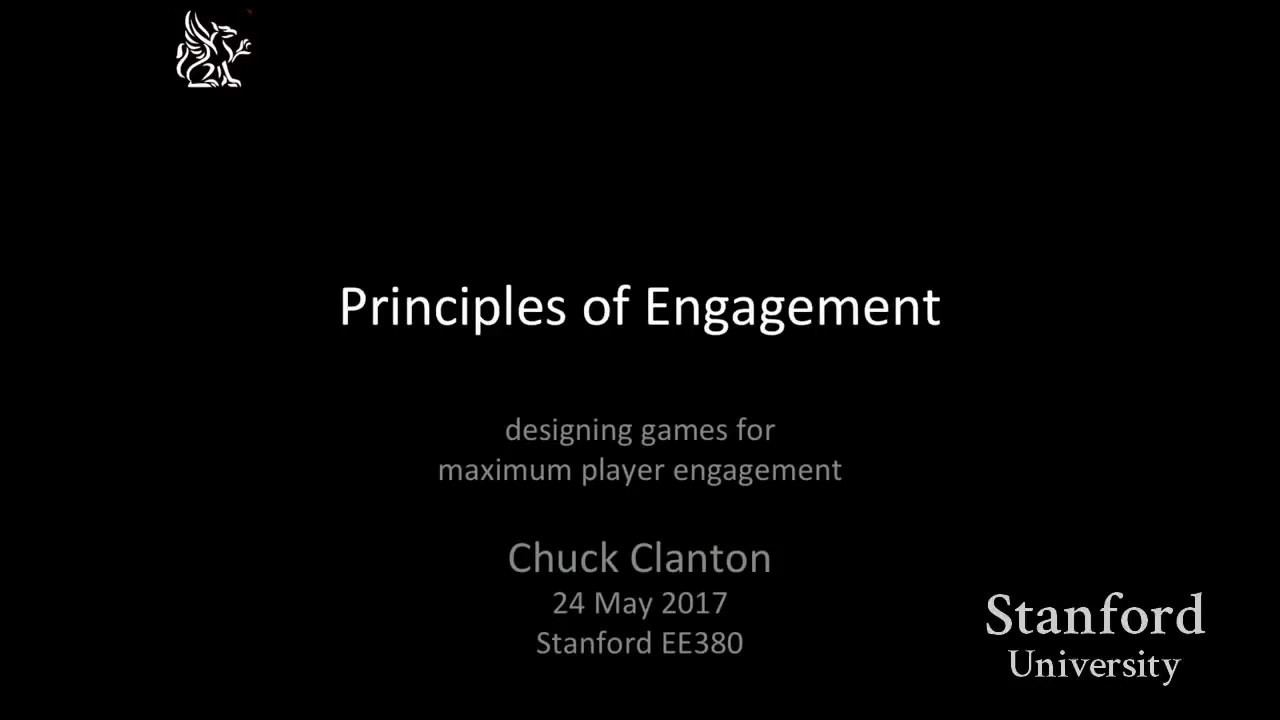 Principles of Engagement
designing games for
maximum player engagement
Chuck Clanton
24 May 2017
Stanford EE380
Stanford
University